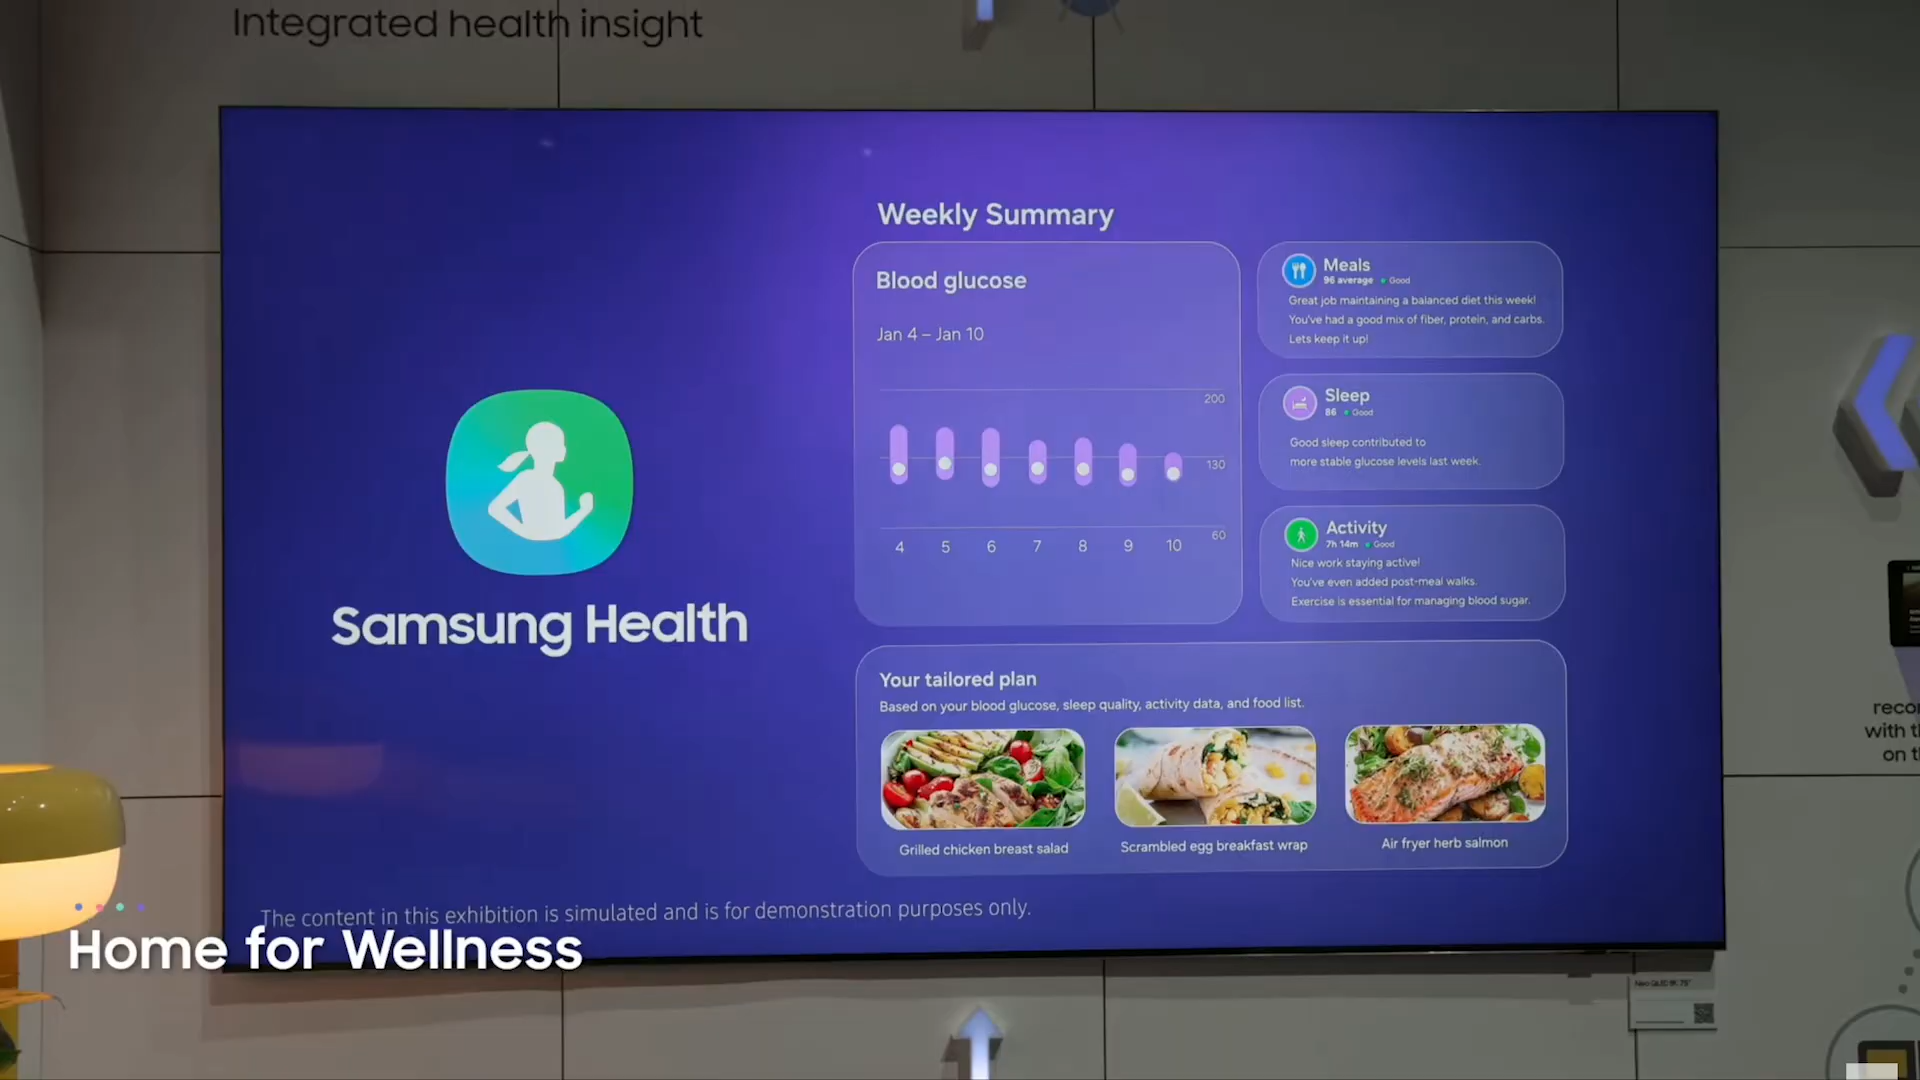 Integrated health insight
Weekly Summary
Blood glucose
Jan 4 – Jan 10
200
130
60
4 5 6 7 8 9 10
Meals
96 average • Good
Great job maintaining a balanced diet this week!
You've had a good mix of fiber, protein, and carbs.
Lets keep it up!
Sleep
86 • Good
Good sleep contributed to
more stable glucose levels last week.
Activity
7h 14m • Good
Nice work staying active!
You've even added post-meal walks.
Exercise is essential for managing blood sugar.
Samsung Health
Your tailored plan
Based on your blood glucose, sleep quality, activity data, and food list.
Grilled chicken breast salad
Scrambled egg breakfast wrap
Air fryer herb salmon
The content in this exhibition is simulated and is for demonstration purposes only.
Home for Wellness
with
on